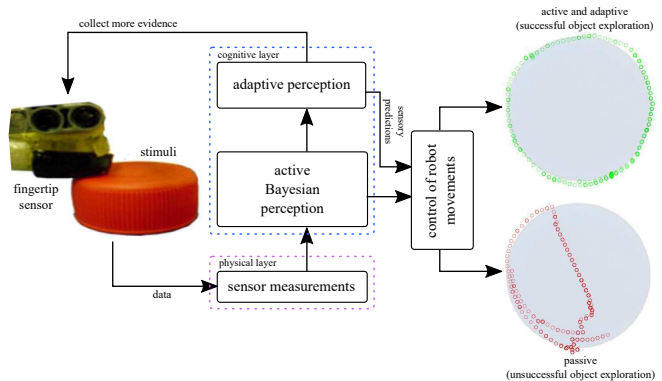 collect more evidence
active and adaptive
(successful object exploration)
cognitive layer
adaptive perception
sensory
predictions
stimuli
fingertip
sensor
active
Bayesian
perception
control of robot
movements
physical layer
sensor measurements
data
passive
(unsuccessful object exploration)